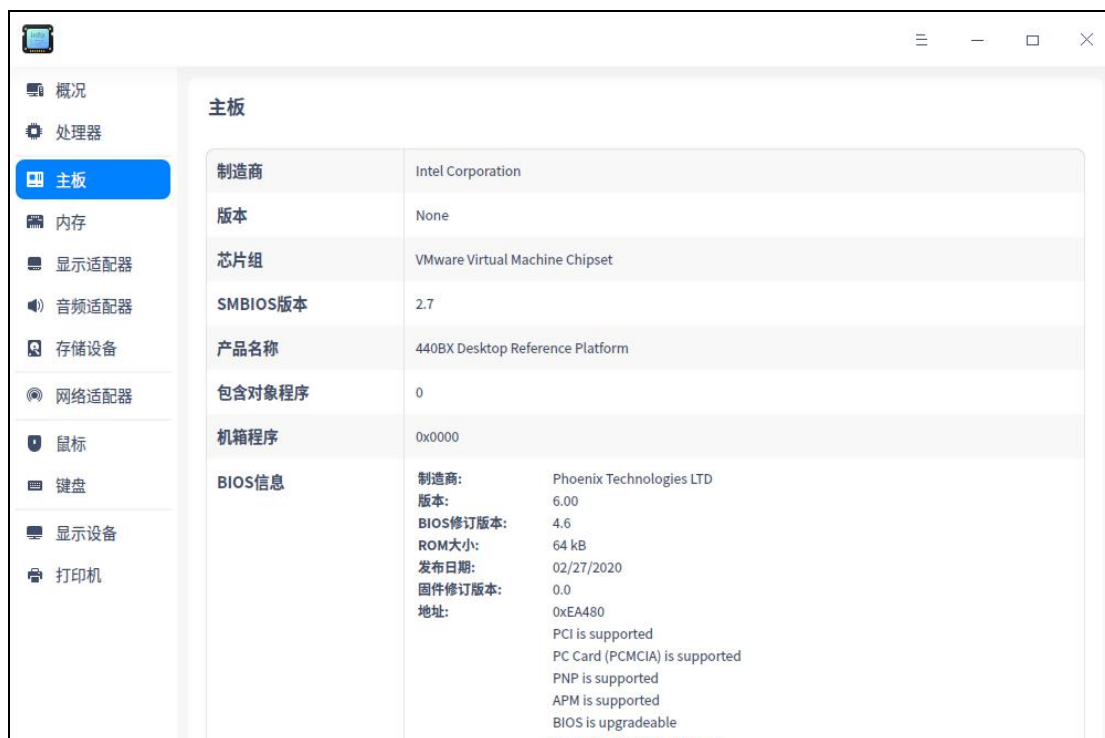 概况
处理器
主板
内存
显示适配器
音频适配器
存储设备
网络适配器
鼠标
键盘
显示设备
打印机
主板
制造商 Intel Corporation
版本 None
芯片组 VMware Virtual Machine Chipset
SMBIOS版本 2.7
产品名称 440BX Desktop Reference Platform
包含对象程序 0
机箱程序 0x0000
BIOS信息 制造商: Phoenix Technologies LTD
版本: 6.00
BIOS修订版本: 4.6
ROM大小: 64 kB
发布日期: 02/27/2020
固件修订版本: 0.0
地址: 0xEA480
PCI is supported
PC Card (PCMCIA) is supported
PNP is supported
APM is supported
BIOS is upgradeable